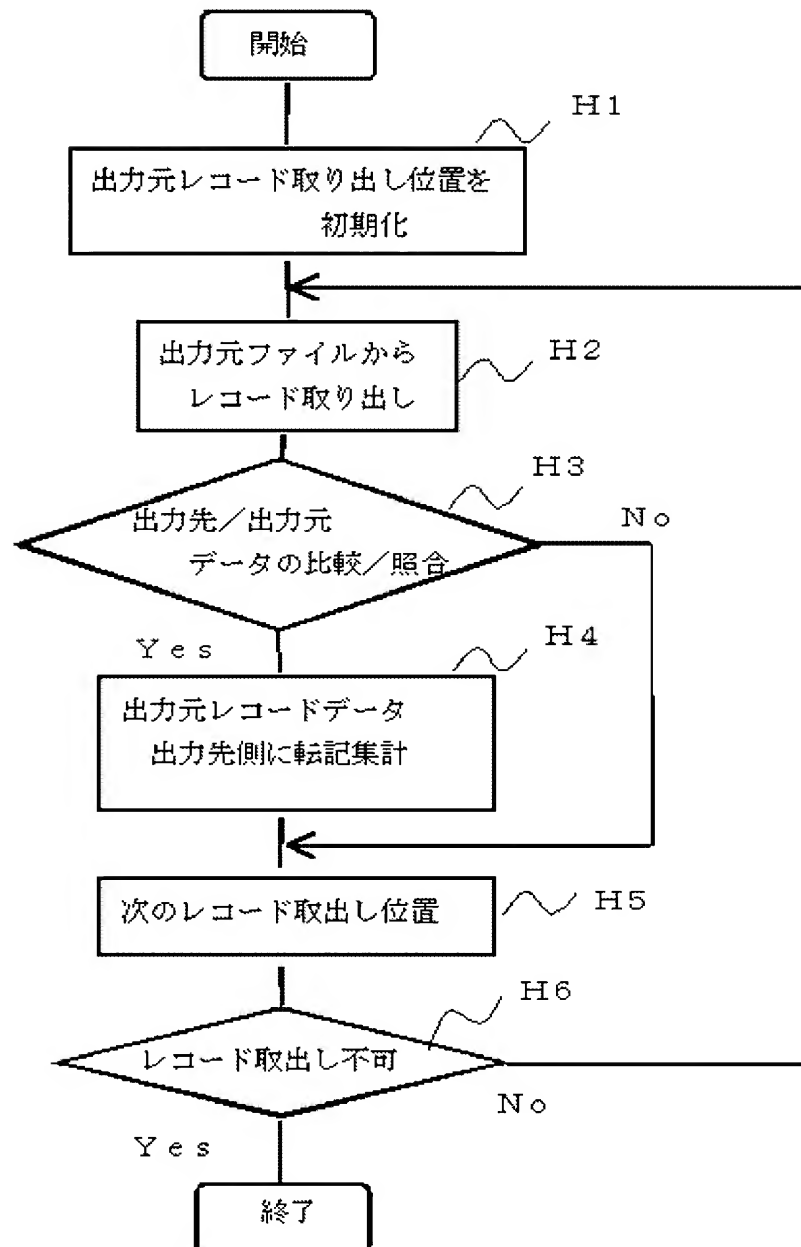 開始
H1
出力元レコード取り出し位置を
初期化
出力元ファイルから
レコード取り出し
H2
H3
出力先／出力元
データの比較／照合
No
Yes
H4
出力元レコードデータ
出力先側に転記集計
次のレコード取出し位置
H5
H6
レコード取出し不可
No
Yes
終了